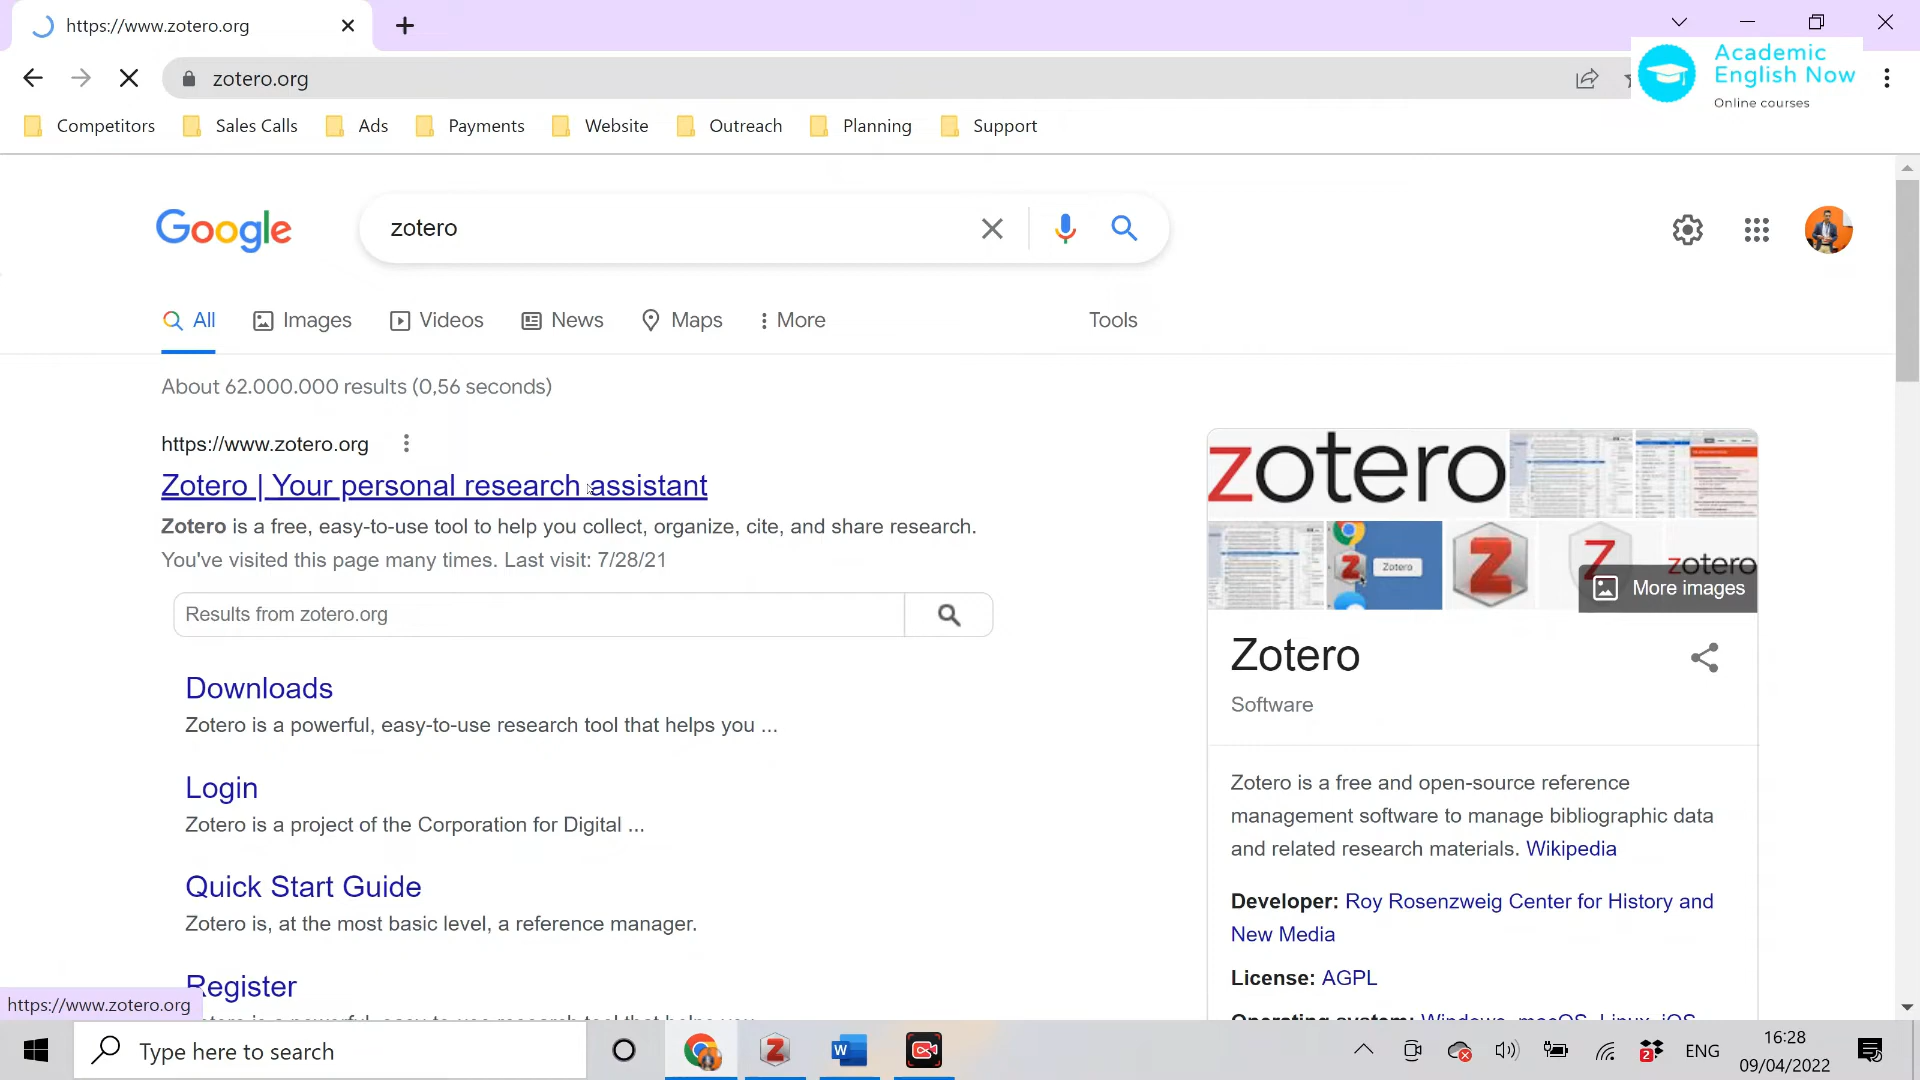 https://www.zotero.org
zotero.org
Academic
English Now
Online courses
Competitors
Sales Calls
Ads
Payments
Website
Outreach
Planning
Support
Google
zotero
All
Images
Videos
News
Maps
More
Tools
About 62.000.000 results (0,56 seconds)
https://www.zotero.org
Zotero | Your personal research assistant
Zotero is a free, easy-to-use tool to help you collect, organize, cite, and share research.
You've visited this page many times. Last visit: 7/28/21
Results from zotero.org
Downloads
Zotero is a powerful, easy-to-use research tool that helps you ...
Login
Zotero is a project of the Corporation for Digital ...
Quick Start Guide
Zotero is, at the most basic level, a reference manager.
Register
https://www.zotero.org
zotero
Zotero
zotero
More images
Zotero
Software
Zotero is a free and open-source reference
management software to manage bibliographic data
and related research materials. Wikipedia
Developer: Roy Rosenzweig Center for History and
New Media
License: AGPL
Operating system: Windows, macOS, Linux, iOS
Type here to search
ENG
16:28
09/04/2022